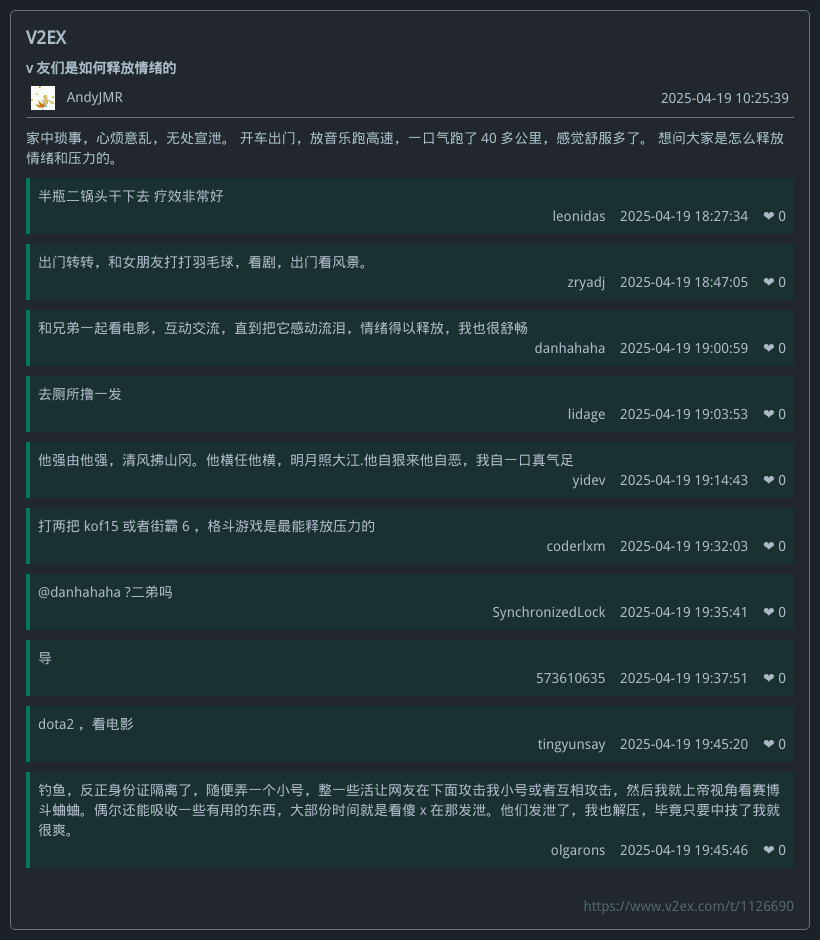 V2EX
v 友们是如何释放情绪的
AndyJMR 2025-04-19 10:25:39
家中琐事，心烦意乱，无处宣泄。 开车出门，放音乐跑高速，一口气跑了 40 多公里，感觉舒服多了。 想问大家是怎么释放
情绪和压力的。
半瓶二锅头干下去 疗效非常好
leonidas 2025-04-19 18:27:34 ❤ 0
出门转转，和女朋友打打羽毛球，看剧，出门看风景。
zryadj 2025-04-19 18:47:05 ❤ 0
和兄弟一起看电影，互动交流，直到把它感动流泪，情绪得以释放，我也很舒畅
danhahaha 2025-04-19 19:00:59 ❤ 0
去厕所撸一发
lidage 2025-04-19 19:03:53 ❤ 0
他强由他强，清风拂山冈。他横任他横，明月照大江.他自狠来他自恶，我自一口真气足
yidev 2025-04-19 19:14:43 ❤ 0
打两把 kof15 或者街霸 6 ，格斗游戏是最能释放压力的
coderlxm 2025-04-19 19:32:03 ❤ 0
@danhahaha ?二弟吗
SynchronizedLock 2025-04-19 19:35:41 ❤ 0
导
573610635 2025-04-19 19:37:51 ❤ 0
dota2 ，看电影
tingyunsay 2025-04-19 19:45:20 ❤ 0
钓鱼，反正身份证隔离了，随便弄一个小号，整一些活让网友在下面攻击我小号或者互相攻击，然后我就上帝视角看赛博
斗蛐蛐。偶尔还能吸收一些有用的东西，大部份时间就是看傻 x 在那发泄。他们发泄了，我也解压，毕竟只要中技了我就
很爽。
olgarons 2025-04-19 19:45:46 ❤ 0
https://www.v2ex.com/t/1126690